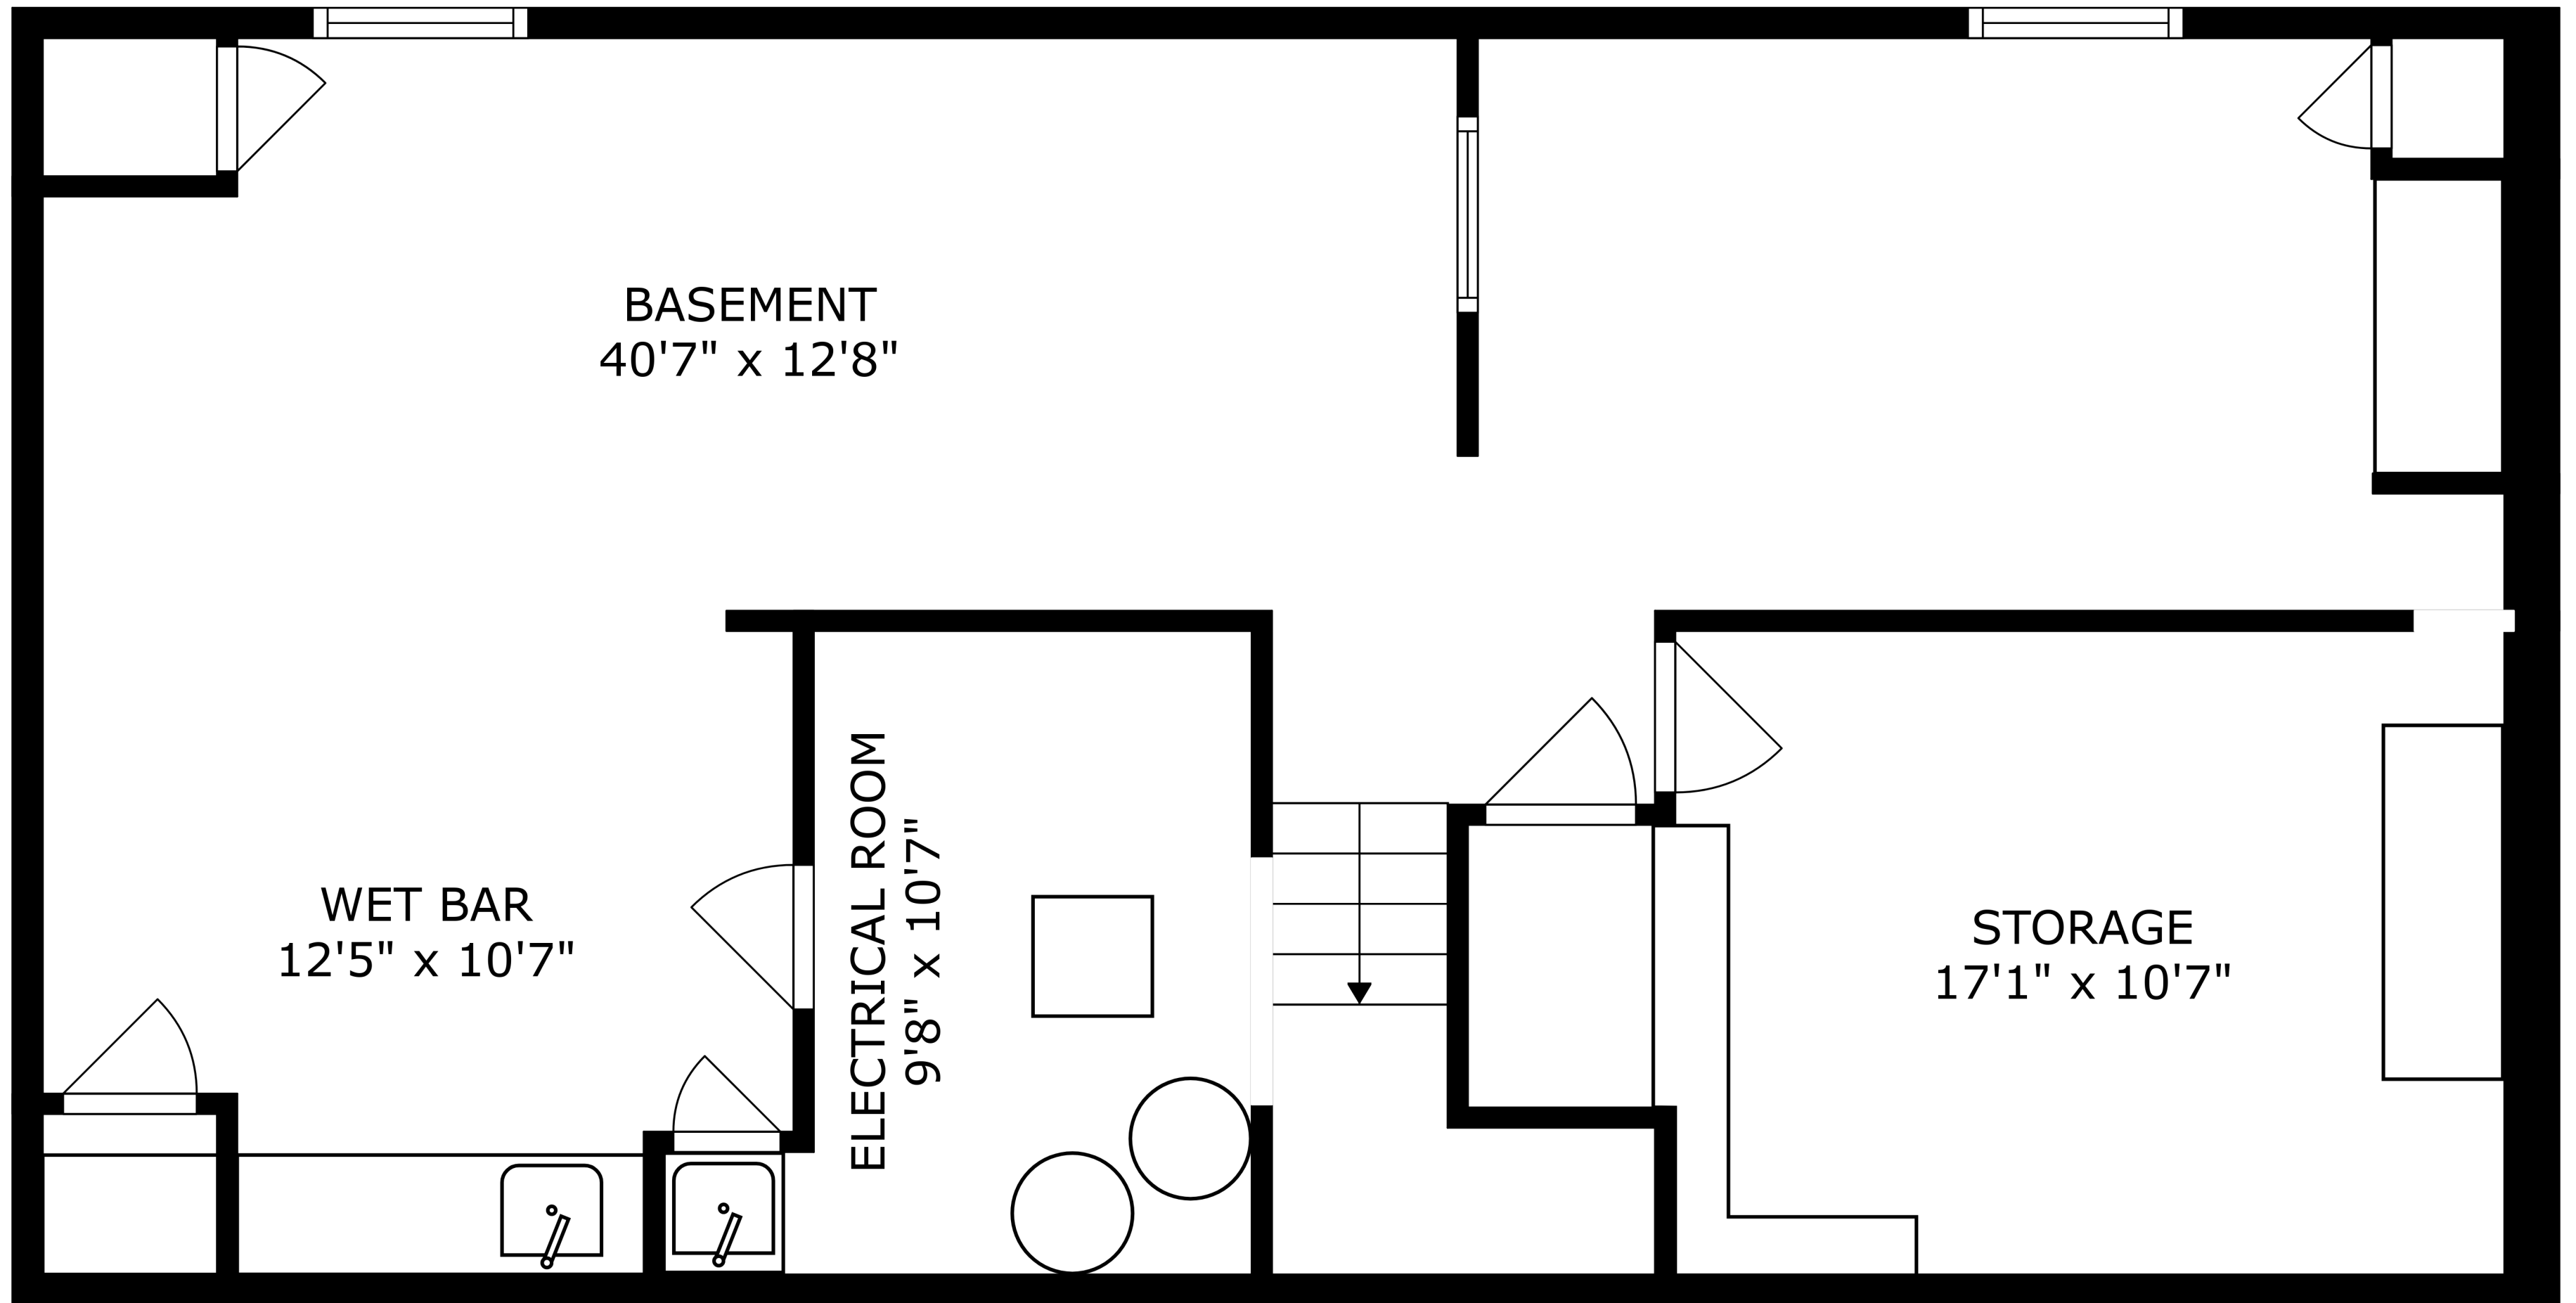 BASEMENT
40'7" x 12'8"
WET BAR
12'5" x 10'7"
ELECTRICAL ROOM
9'8" x 10'7"
STORAGE
17'1" x 10'7"